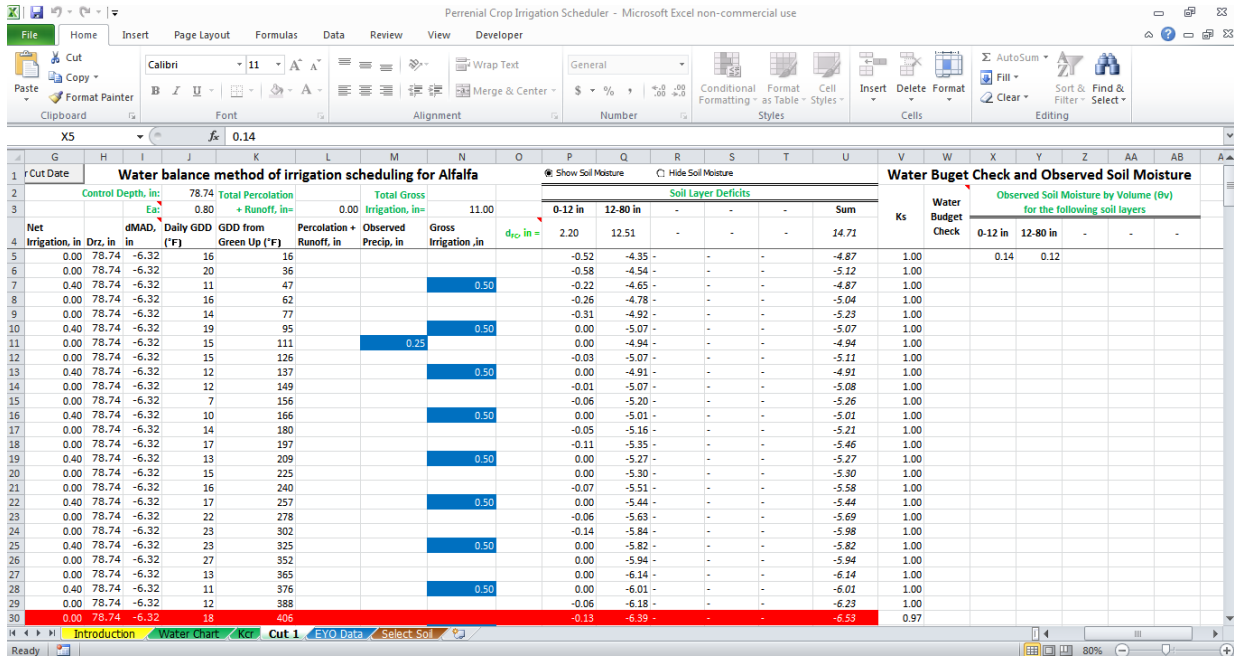 Perrenial Crop Irrigation Scheduler - Microsoft Excel non-commercial use
File Home Insert Page Layout Formulas Data Review View Developer
Cut Calibri 11 Wrap Text General Σ AutoSum
Copy Fill
Paste Format Painter B I U Merge & Center $ % , Conditional Formatting Format as Table Cell Styles Insert Delete Format Clear Sort & Filter Find & Select
Clipboard Font Alignment Number Styles Cells Editing
X5 fx 0.14
G H I J K L M N O P Q R S T U V W X Y Z AA AB
1 r Cut Date Water balance method of irrigation scheduling for Alfalfa Show Soil Moisture Hide Soil Moisture Water Buget Check and Observed Soil Moisture
2 Control Depth, in: 78.74 Total Percolation Total Gross Soil Layer Deficits Ks Water Budget Check Observed Soil Moisture by Volume (θv)
3 Ea: 0.80 + Runoff, in= 0.00 Irrigation, in= 11.00 0-12 in 12-80 in - - - Sum for the following soil layers
4 Net Irrigation, in Drz, in dMAD, in Daily GDD (°F) GDD from Green Up (°F) Percolation + Runoff, in Observed Precip, in Gross Irrigation ,in dFC, in = 2.20 12.51 - - - 14.71 0-12 in 12-80 in - - -
5 0.00 78.74 -6.32 16 16 -0.52 -4.35 - - - -4.87 1.00 0.14 0.12
6 0.00 78.74 -6.32 20 36 -0.58 -4.54 - - - -5.12 1.00
7 0.40 78.74 -6.32 11 47 0.50 -0.22 -4.65 - - - -4.87 1.00
8 0.00 78.74 -6.32 16 62 -0.26 -4.78 - - - -5.04 1.00
9 0.00 78.74 -6.32 14 77 -0.31 -4.92 - - - -5.23 1.00
10 0.40 78.74 -6.32 19 95 0.50 0.00 -5.07 - - - -5.07 1.00
11 0.00 78.74 -6.32 15 111 0.25 0.00 -4.94 - - - -4.94 1.00
12 0.00 78.74 -6.32 15 126 -0.03 -5.07 - - - -5.11 1.00
13 0.40 78.74 -6.32 12 137 0.50 0.00 -4.91 - - - -4.91 1.00
14 0.00 78.74 -6.32 12 149 -0.01 -5.07 - - - -5.08 1.00
15 0.00 78.74 -6.32 7 156 -0.06 -5.20 - - - -5.26 1.00
16 0.40 78.74 -6.32 10 166 0.50 0.00 -5.01 - - - -5.01 1.00
17 0.00 78.74 -6.32 14 180 -0.05 -5.16 - - - -5.21 1.00
18 0.00 78.74 -6.32 17 197 -0.11 -5.35 - - - -5.46 1.00
19 0.40 78.74 -6.32 13 209 0.50 0.00 -5.27 - - - -5.27 1.00
20 0.00 78.74 -6.32 15 225 0.00 -5.30 - - - -5.30 1.00
21 0.00 78.74 -6.32 16 240 -0.07 -5.51 - - - -5.58 1.00
22 0.40 78.74 -6.32 17 257 0.50 0.00 -5.44 - - - -5.44 1.00
23 0.00 78.74 -6.32 22 278 -0.06 -5.63 - - - -5.69 1.00
24 0.00 78.74 -6.32 23 302 -0.14 -5.84 - - - -5.98 1.00
25 0.40 78.74 -6.32 23 325 0.50 0.00 -5.82 - - - -5.82 1.00
26 0.00 78.74 -6.32 27 352 0.00 -5.94 - - - -5.94 1.00
27 0.00 78.74 -6.32 13 365 0.00 -6.14 - - - -6.14 1.00
28 0.40 78.74 -6.32 11 376 0.50 0.00 -6.01 - - - -6.01 1.00
29 0.00 78.74 -6.32 12 388 -0.06 -6.18 - - - -6.23 1.00
30 0.00 78.74 -6.32 18 406 -0.13 -6.39 - - - -6.53 0.97
Introduction Water Chart Kcr Cut 1 EYO Data Select Soil
Ready 80%